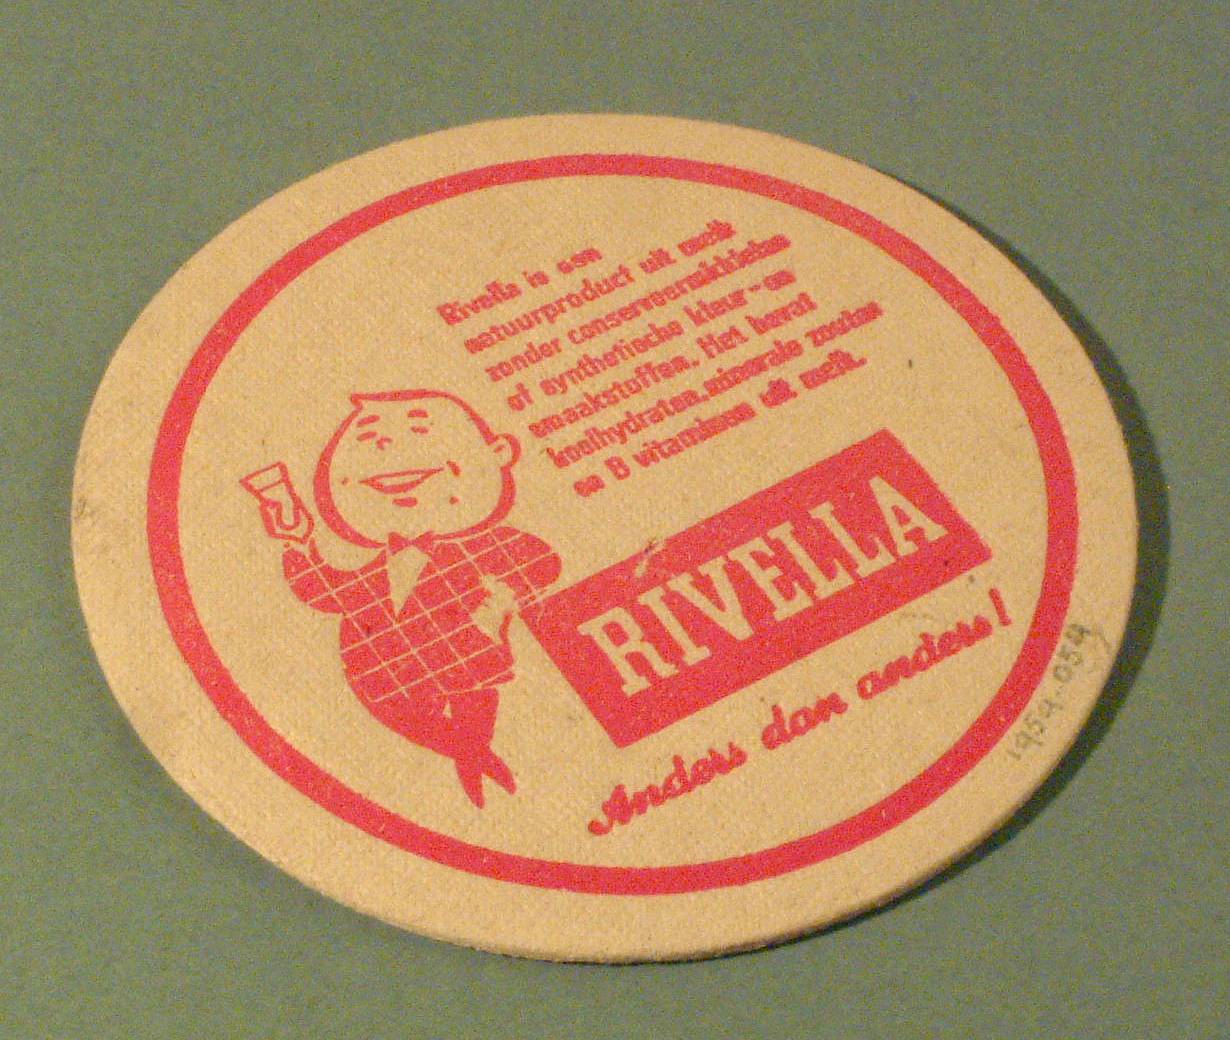 Rivella is een
natuurproduct uit melk
zonder conserveermiddelen
of synthetische kleur-en
smaakstoffen. Het bevat
koolhydraten, minerale zouten
en B vitaminen uit melk.
RIVELLA
Anders dan anders!
1954-054